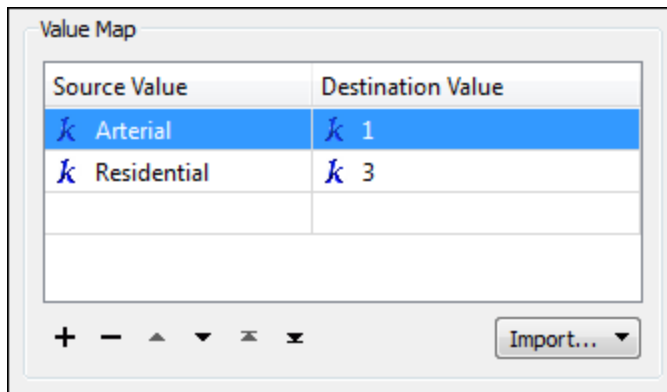 Value Map
Source Value Destination Value
k Arterial k 1
k Residential k 3
Import...